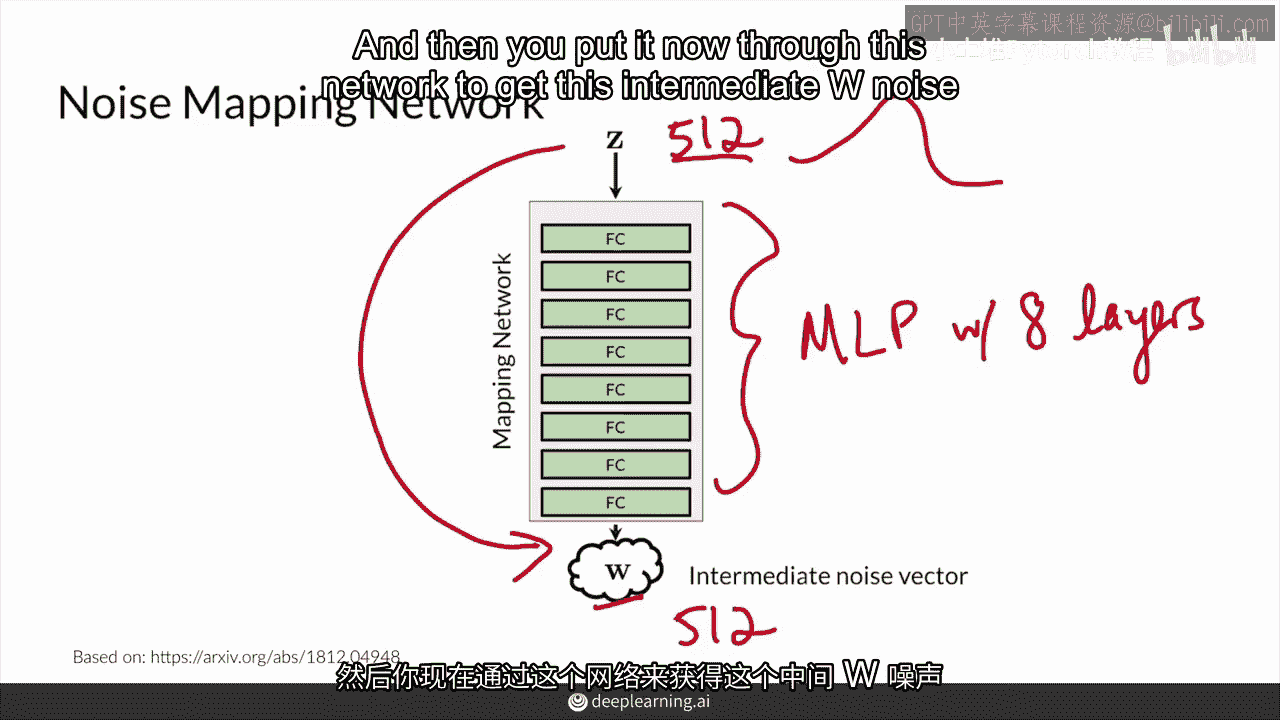 GPT中英字幕课程资源@bilibili.com
And then you put it now through this
network to get this intermediate W noise
Noise Mapping Network
z
512
Mapping Network
FC
FC
FC
FC
FC
FC
FC
FC
MLP w/ 8 layers
w
Intermediate noise vector
512
Based on: https://arxiv.org/abs/1812.04948
然后你现在通过这个网络来获得这个中间 W 噪声
deeplearning.ai